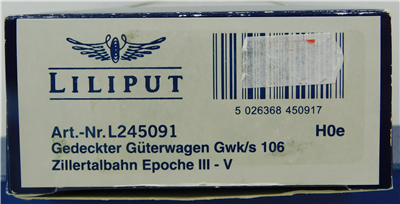 LILIPUT
5 026368 450917
Art.-Nr.L245091
H0e
Gedeckter Güterwagen Gwk/s 106
Zillertalbahn Epoche III - V